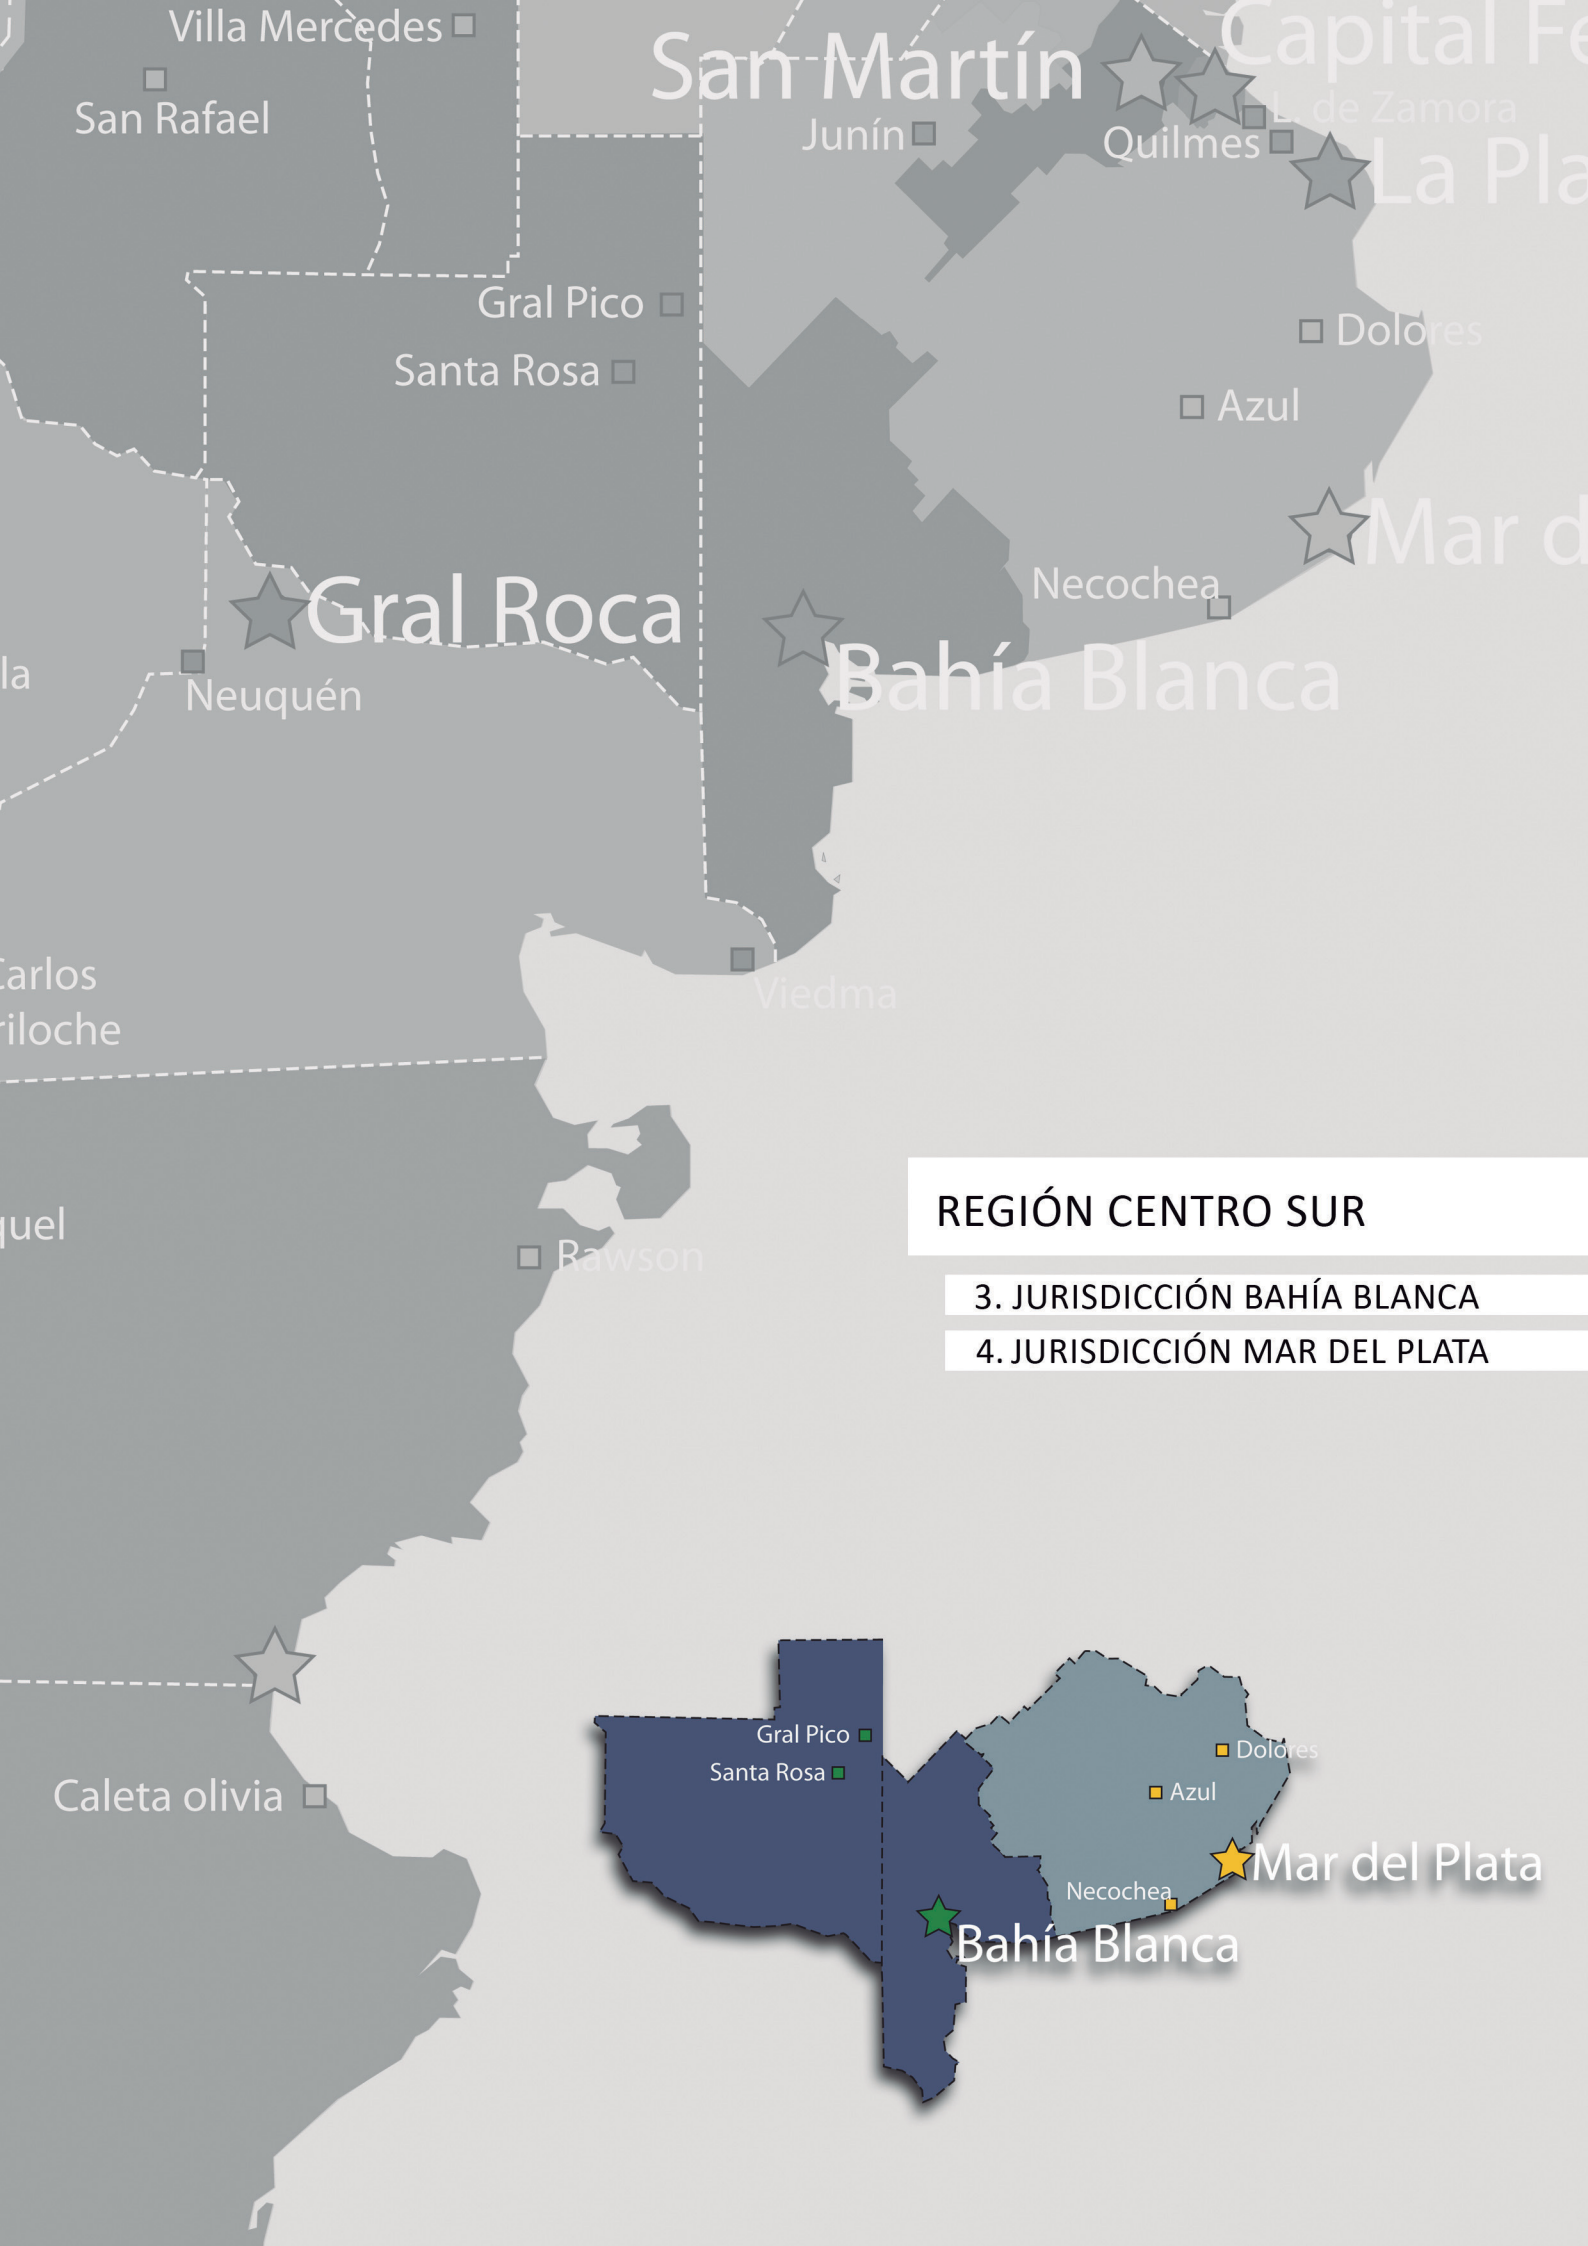 Villa Mercedes
San Rafael
San Martín
Capital Fe
L. de Zamora
Junín
Quilmes
La Pla
Gral Pico
Dolores
Santa Rosa
Azul
Mar d
Necochea
Gral Roca
Bahía Blanca
la
Neuquén
Carlos
riloche
Viedma
REGIÓN CENTRO SUR
quel
Rawson
3. JURISDICCIÓN BAHÍA BLANCA
4. JURISDICCIÓN MAR DEL PLATA
Gral Pico
Dolores
Santa Rosa
Azul
Caleta olivia
Mar del Plata
Necochea
Bahía Blanca